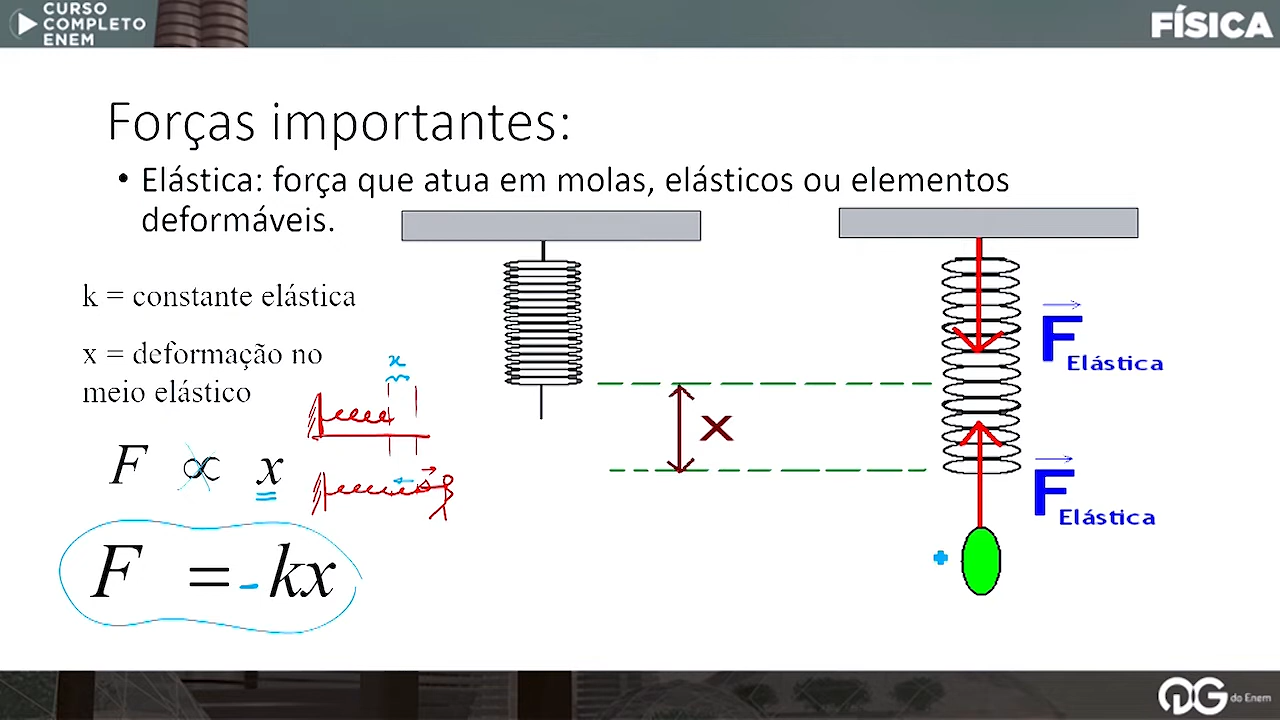 CURSO
COMPLETO
ENEM
FÍSICA
Forças importantes:
• Elástica: força que atua em molas, elásticos ou elementos
deformáveis.
k = constante elástica
x = deformação no
meio elástico
x
F ∝ x
F = - kx
X
F Elástica
F Elástica
QG do Enem